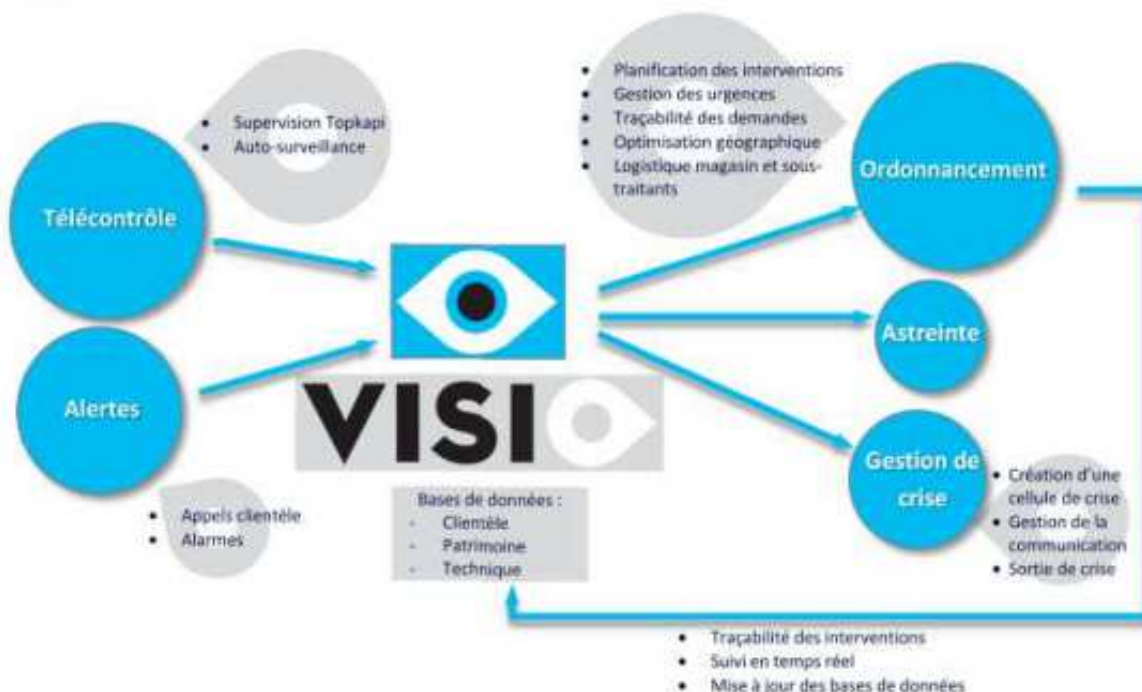 Télécontrôle
• Supervision Topkapi
• Auto-surveillance
Alertes
• Appels clientèle
• Alarmes
VISIO
Bases de données :
- Clientèle
- Patrimoine
- Technique
• Planification des interventions
• Gestion des urgences
• Traçabilité des demandes
• Optimisation géographique
• Logistique magasin et sous-
traitants
Ordonnancement
Astreinte
Gestion de
crise
• Création d'une
cellule de crise
• Gestion de la
communication
• Sortie de crise
• Traçabilité des interventions
• Suivi en temps réel
• Mise à jour des bases de données